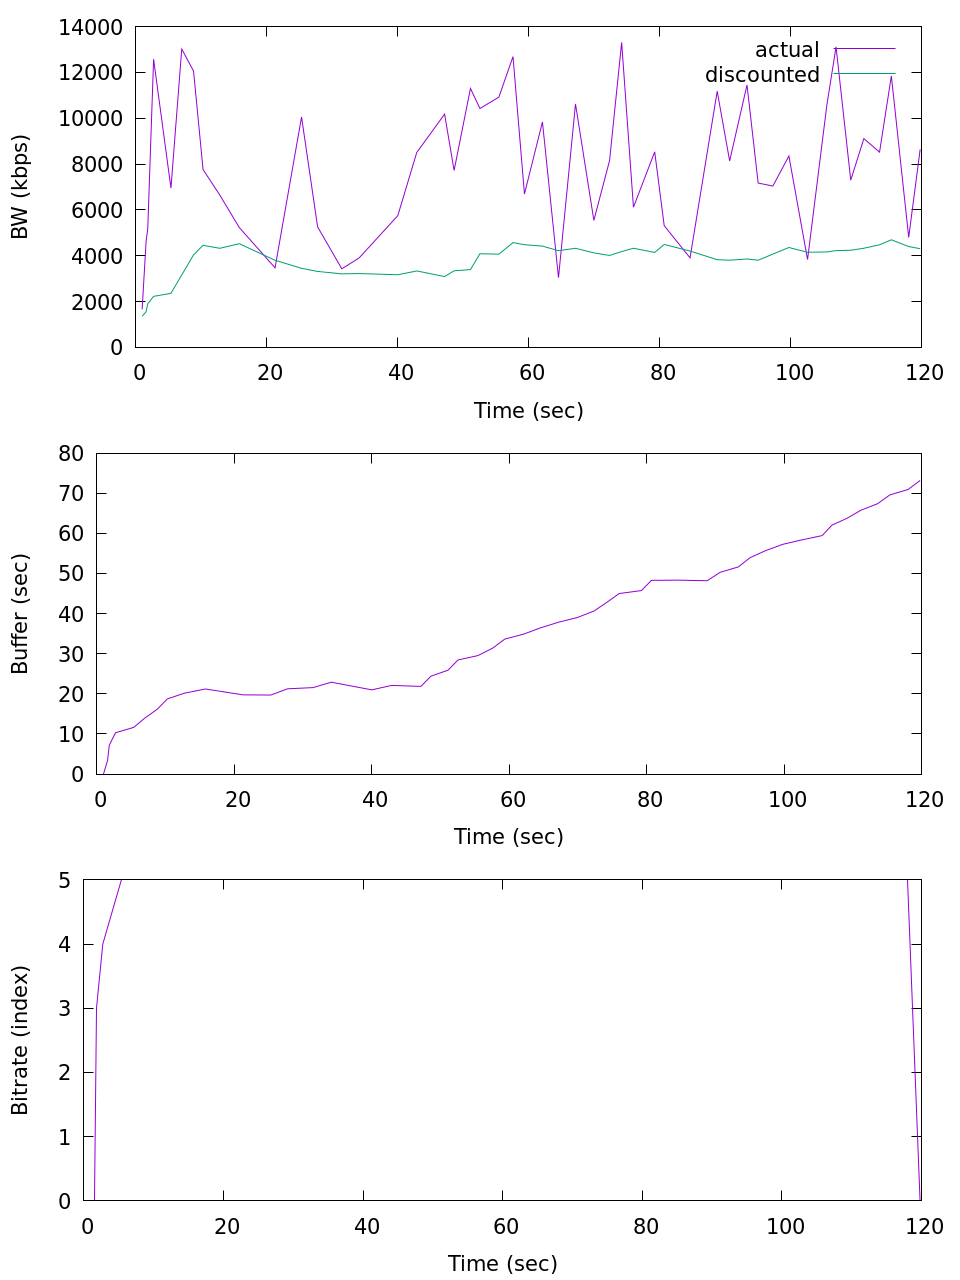 14000
12000
10000
8000
6000
4000
2000
0
BW (kbps)
actual
discounted
0 20 40 60 80 100 120
Time (sec)
80
70
60
50
40
30
20
10
0
Buffer (sec)
0 20 40 60 80 100 120
Time (sec)
5
4
3
2
1
0
Bitrate (index)
0 20 40 60 80 100 120
Time (sec)